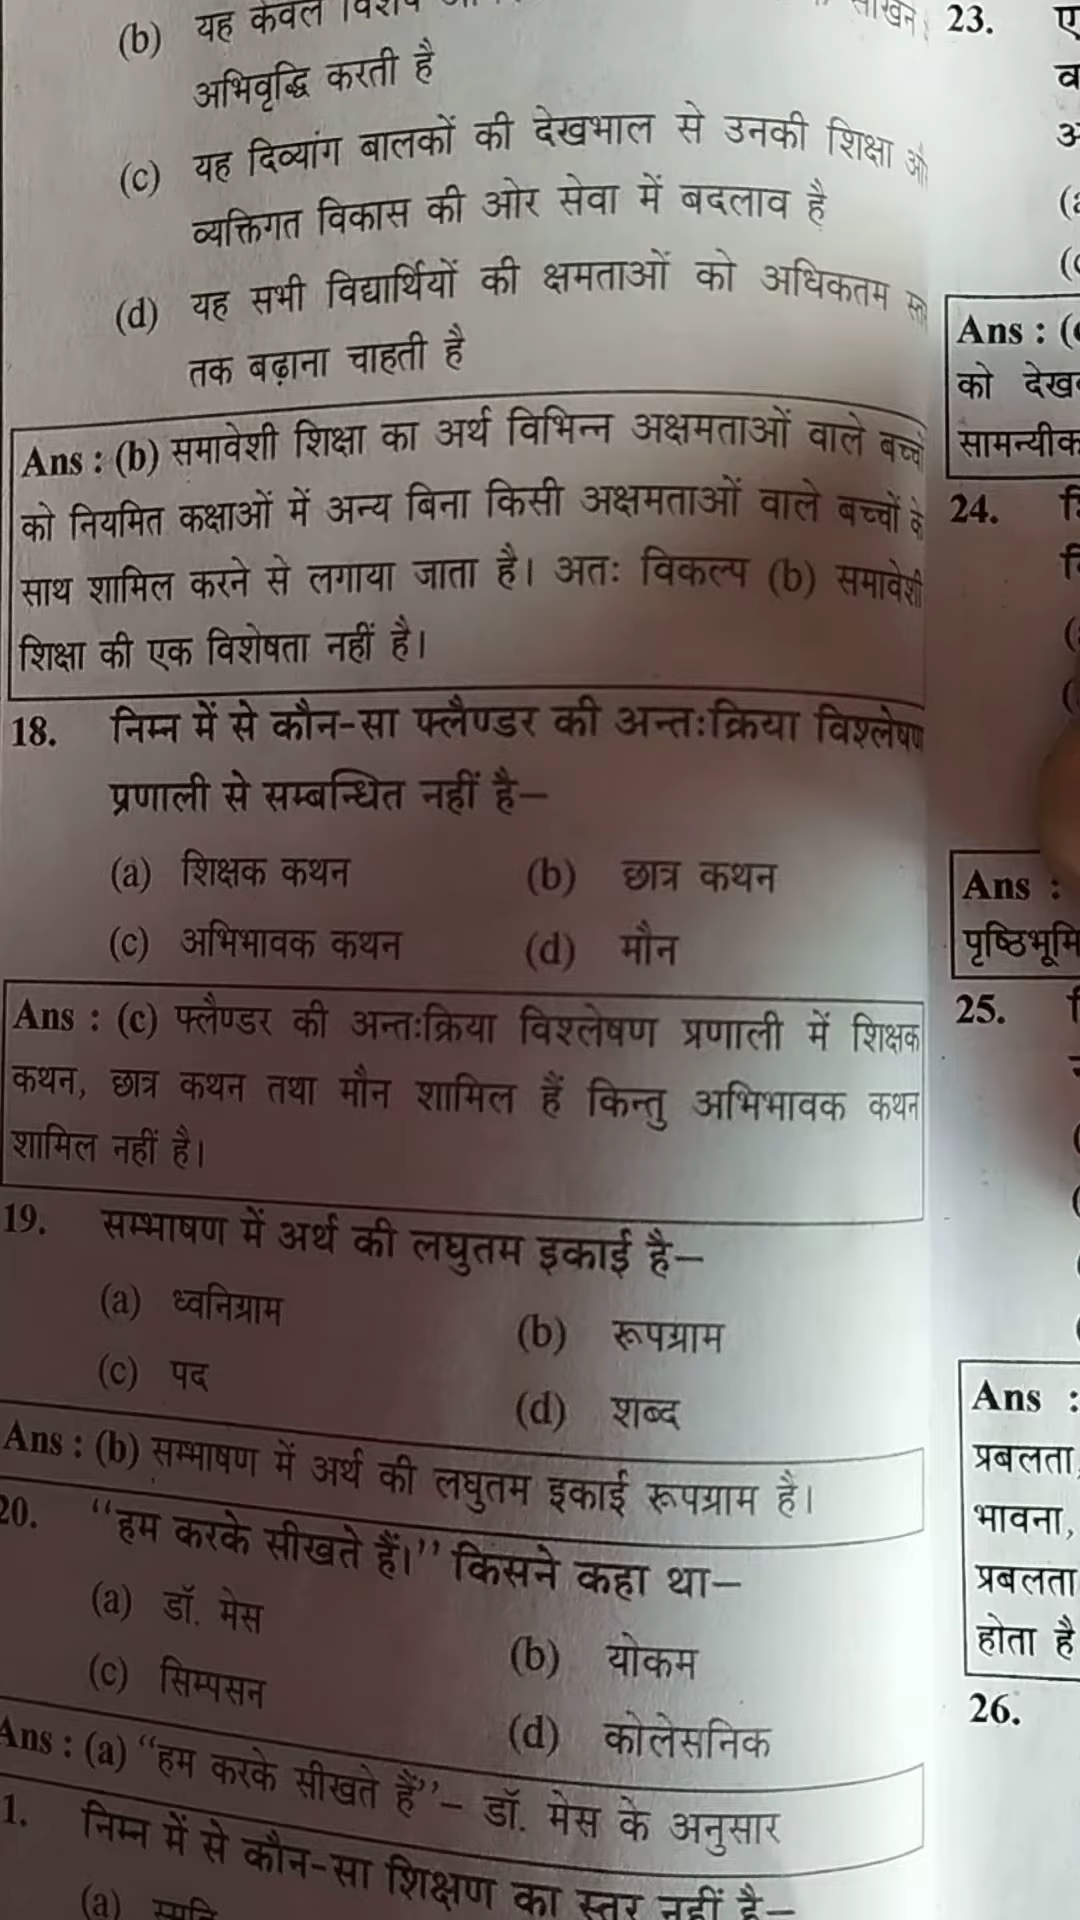 (b) यह केवल
अभिवृद्धि करती है
(c) यह दिव्यांग बालकों की देखभाल से उनकी शिक्षा
व्यक्तिगत विकास की ओर सेवा में बदलाव है
(d) यह सभी विद्यार्थियों की क्षमताओं को अधिकतम
तक बढ़ाना चाहती है
Ans : (b) समावेशी शिक्षा का अर्थ विभिन्न अक्षमताओं वाले
को नियमित कक्षाओं में अन्य बिना किसी अक्षमताओं वाले बच्चों के
साथ शामिल करने से लगाया जाता है। अतः विकल्प (b) समावेशी
शिक्षा की एक विशेषता नहीं है।
18. निम्न में से कौन-सा फ्लैण्डर की अन्तःक्रिया विश्लेषण
प्रणाली से सम्बन्धित नहीं है–
(a) शिक्षक कथन (b) छात्र कथन
(c) अभिभावक कथन (d) मौन
Ans : (c) फ्लैण्डर की अन्तःक्रिया विश्लेषण प्रणाली में शिक्षक
कथन, छात्र कथन तथा मौन शामिल हैं किन्तु अभिभावक कथन
शामिल नहीं है।
19. सम्भाषण में अर्थ की लघुतम इकाई है–
(a) ध्वनिग्राम (b) रूपग्राम
(c) पद (d) शब्द
Ans : (b) सम्भाषण में अर्थ की लघुतम इकाई रूपग्राम है।
20. “हम करके सीखते हैं।” किसने कहा था–
(a) डॉ. मेस (b) योकम
(c) सिम्पसन (d) कोलेसनिक
Ans : (a) “हम करके सीखते हैं”– डॉ. मेस के अनुसार
1. निम्न में से कौन-सा शिक्षण का स्तर नहीं है–
(a)
23.
Ans :
को
24.
Ans :
25.
Ans :
प्रबलता
भावना,
प्रबलता
होता है
26.